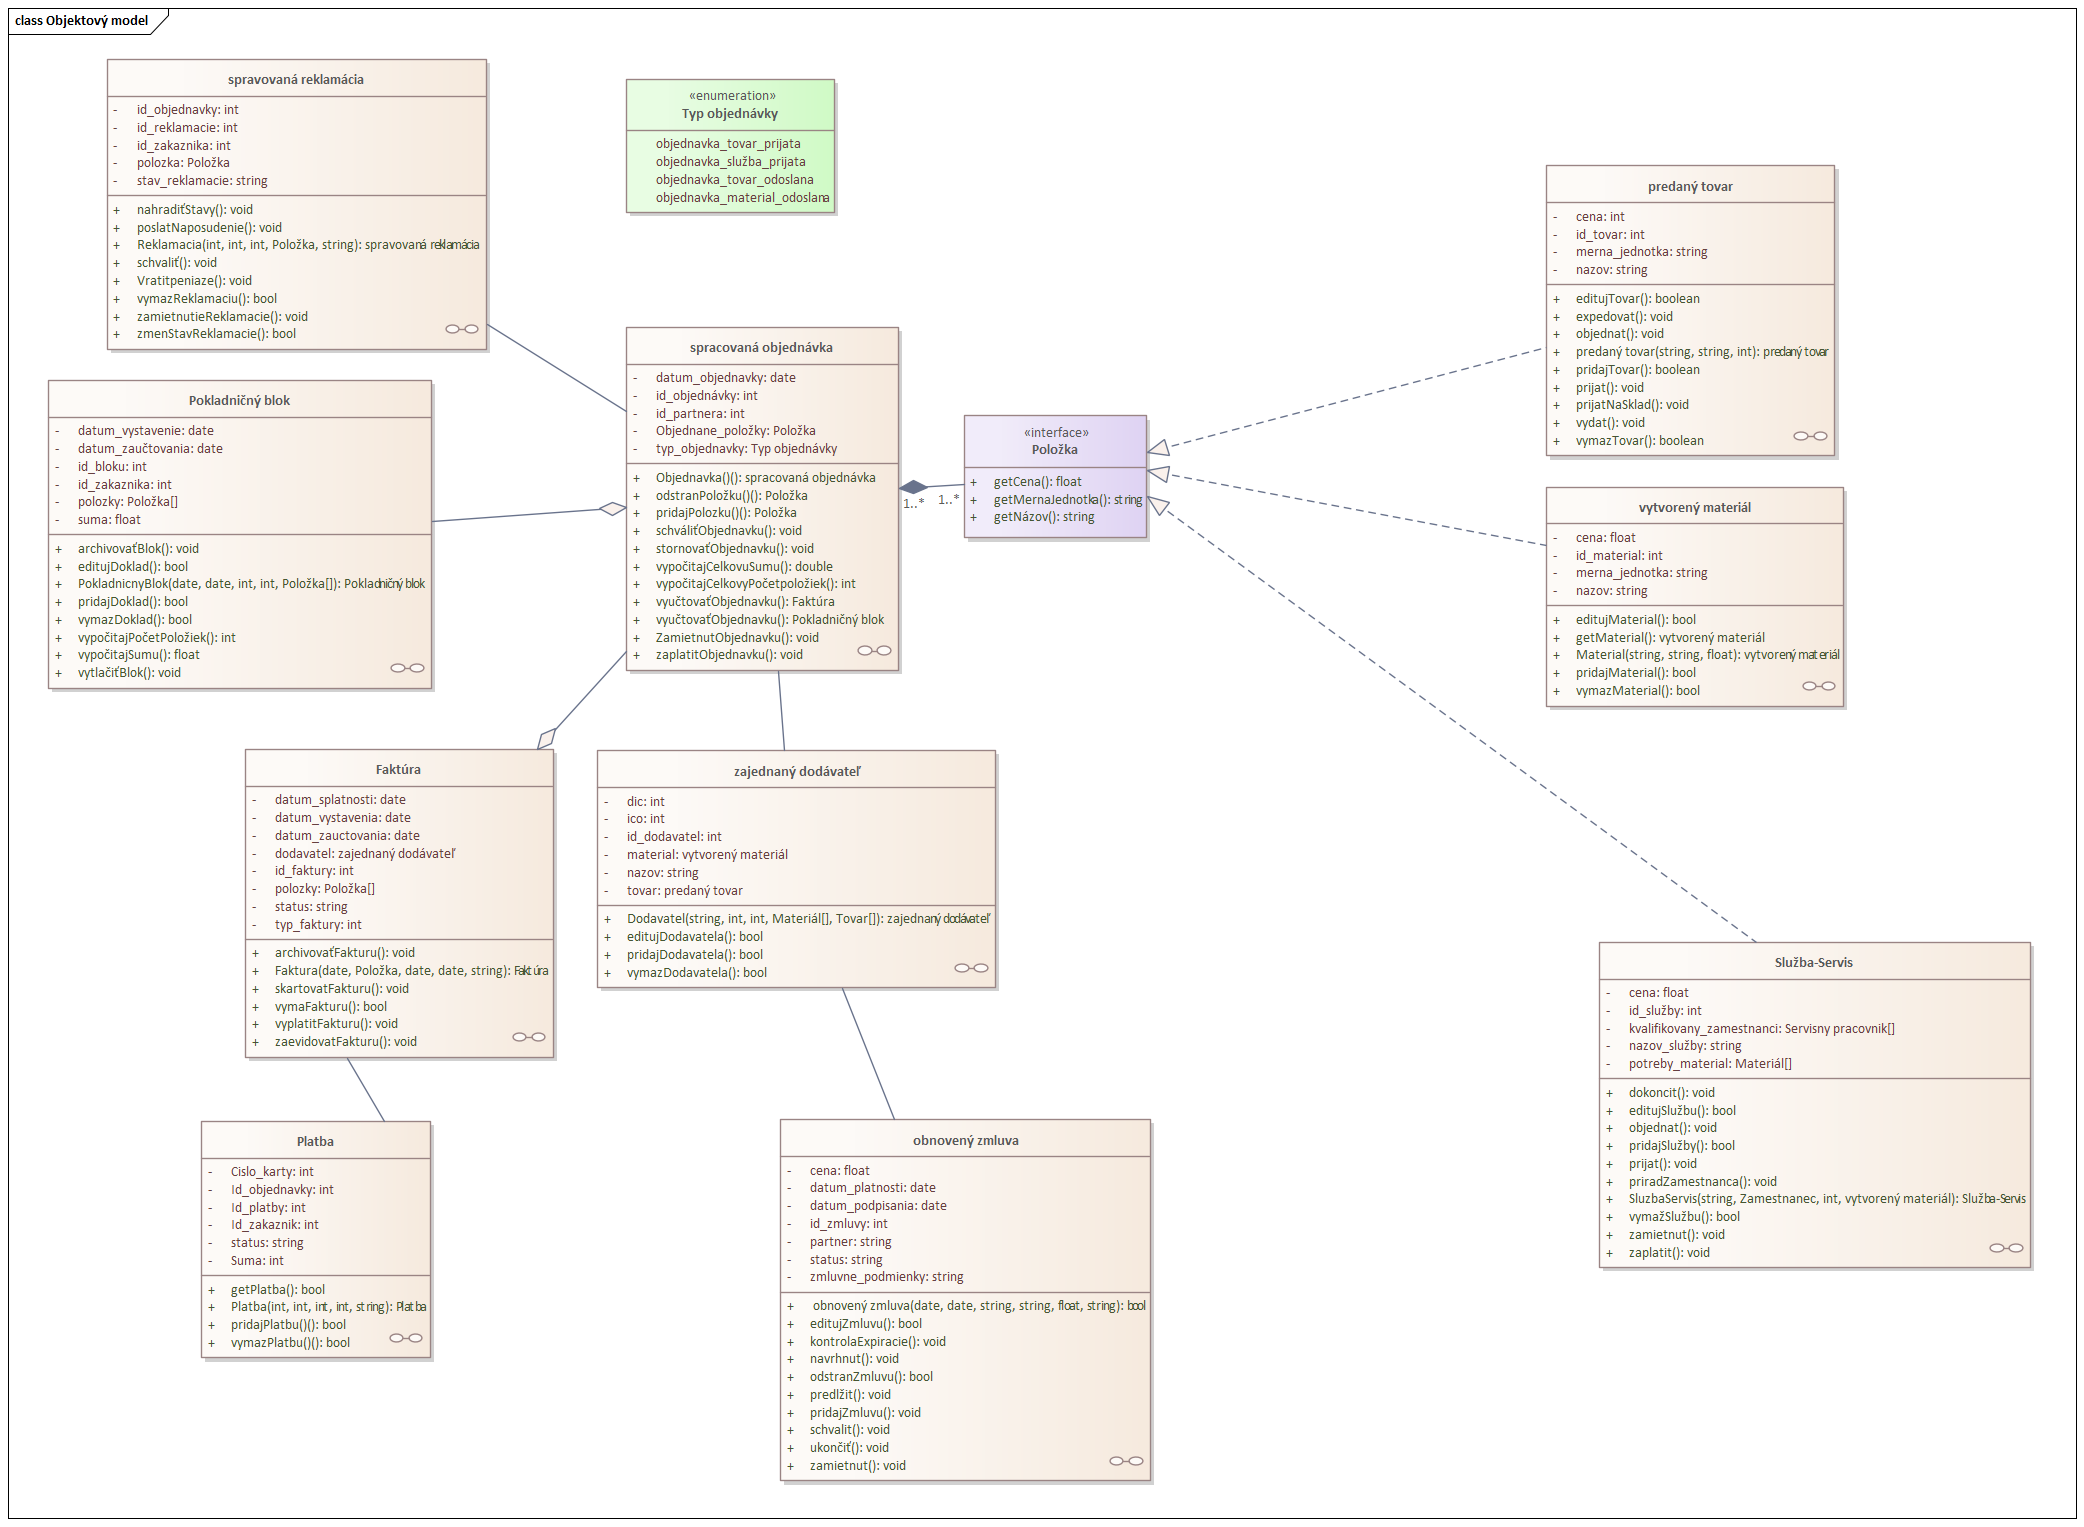 class Objektový model
spravovaná reklamácia
- id_objednavky: int
- id_reklamacie: int
- id_zakaznika: int
- polozka: Položka
- stav_reklamacie: string
+ nahradiťStavy(): void
+ poslatNaposudenie(): void
+ Reklamacia(int, int, int, Položka, string): spravovaná reklamácia
+ schvaliť(): void
+ Vratitpeniaze(): void
+ vymazReklamaciu(): bool
+ zamietnutieReklamacie(): void
+ zmenStavReklamacie(): bool
«enumeration»
Typ objednávky
objednavka_tovar_prijata
objednavka_služba_prijata
objednavka_tovar_odoslana
objednavka_material_odoslana
predaný tovar
- cena: int
- id_tovar: int
- merna_jednotka: string
- nazov: string
+ editujTovar(): boolean
+ expedovat(): void
+ objednat(): void
+ predaný tovar(string, string, int): predaný tovar
+ pridajTovar(): boolean
+ prijat(): void
+ prijatNaSklad(): void
+ vydat(): void
+ vymazTovar(): boolean
Pokladničný blok
- datum_vystavenie: date
- datum_zaučtovania: date
- id_bloku: int
- id_zakaznika: int
- polozky: Položka[]
- suma: float
+ archivovaťBlok(): void
+ editujDoklad(): bool
+ PokladnicnyBlok(date, date, int, int, Položka[]): Pokladničný blok
+ pridajDoklad(): bool
+ vymazDoklad(): bool
+ vypočitajPočetPoložiek(): int
+ vypočitajSumu(): float
+ vytlačiťBlok(): void
spracovaná objednávka
- datum_objednavky: date
- id_objednávky: int
- id_partnera: int
- Objednane_položky: Položka
- typ_objednavky: Typ objednávky
+ Objednavka()(): spracovaná objednávka
+ odstranPoložku()(): Položka
+ pridajPolozku()(): Položka
+ schváliťObjednavku(): void
+ stornovaťObjednavku(): void
+ vypočitajCelkovuSumu(): double
+ vypočitajCelkovyPočetpoložiek(): int
+ vyučtovaťObjednavku(): Faktúra
+ vyučtovaťObjednavku(): Pokladničný blok
+ ZamietnutObjednavku(): void
+ zaplatitObjednavku(): void
1..* 1..*
«interface»
Položka
+ getCena(): float
+ getMernaJednotka(): string
+ getNázov(): string
vytvorený materiál
- cena: float
- id_material: int
- merna_jednotka: string
- nazov: string
+ editujMaterial(): bool
+ getMaterial(): vytvorený materiál
+ Material(string, string, float): vytvorený materiál
+ pridajMaterial(): bool
+ vymazMaterial(): bool
Faktúra
- datum_splatnosti: date
- datum_vystavenia: date
- datum_zauctovania: date
- dodavatel: zajednaný dodávateľ
- id_faktury: int
- polozky: Položka[]
- status: string
- typ_faktury: int
+ archivovaťFakturu(): void
+ Faktura(date, Položka, date, date, string): Faktúra
+ skartovatFakturu(): void
+ vymaFakturu(): bool
+ vyplatitFakturu(): void
+ zaevidovatFakturu(): void
zajednaný dodávateľ
- dic: int
- ico: int
- id_dodavatel: int
- material: vytvorený materiál
- nazov: string
- tovar: predaný tovar
+ Dodavatel(string, int, int, Materiál[], Tovar[]): zajednaný dodávateľ
+ editujDodavatela(): bool
+ pridajDodavatela(): bool
+ vymazDodavatela(): bool
Služba-Servis
- cena: float
- id_služby: int
- kvalifikovany_zamestnanci: Servisny pracovnik[]
- nazov_služby: string
- potreby_material: Materiál[]
+ dokoncit(): void
+ editujSlužbu(): bool
+ objednat(): void
+ pridajSlužby(): bool
+ prijat(): void
+ priradZamestnanca(): void
+ SluzbaServis(string, Zamestnanec, int, vytvorený materiál): Služba-Servis
+ vymažSlužbu(): bool
+ zamietnut(): void
+ zaplatit(): void
Platba
- Cislo_karty: int
- Id_objednavky: int
- Id_platby: int
- Id_zakaznik: int
- status: string
- Suma: int
+ getPlatba(): bool
+ Platba(int, int, int, int, string): Platba
+ pridajPlatbu()(): bool
+ vymazPlatbu()(): bool
obnovený zmluva
- cena: float
- datum_platnosti: date
- datum_podpisania: date
- id_zmluvy: int
- partner: string
- status: string
- zmluvne_podmienky: string
+ obnovený zmluva(date, date, string, string, float, string): bool
+ editujZmluvu(): bool
+ kontrolaExpiracie(): void
+ navrhnut(): void
+ odstranZmluvu(): bool
+ predlžit(): void
+ pridajZmluvu(): void
+ schvalit(): void
+ ukončiť(): void
+ zamietnut(): void